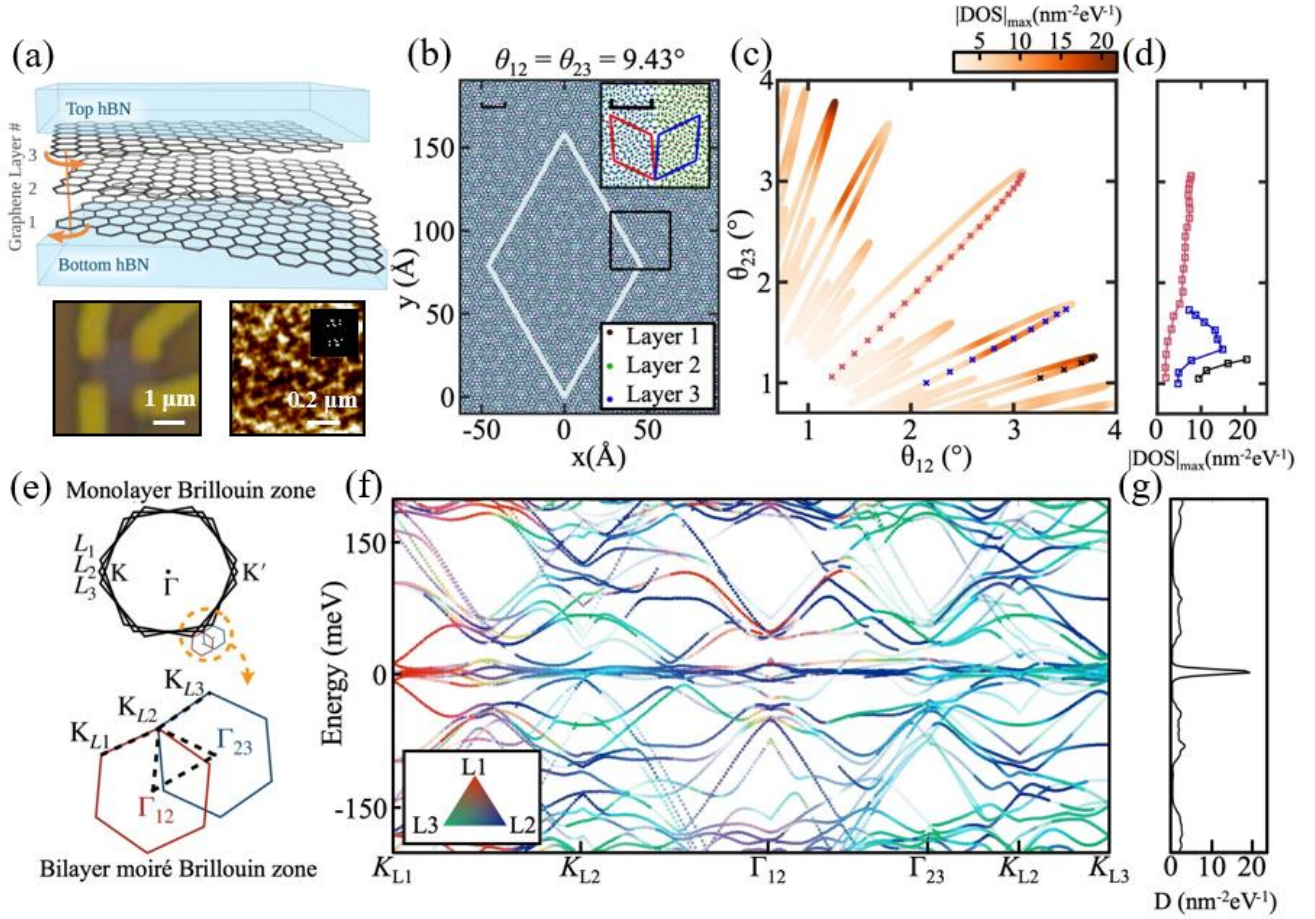 (a)
Top hBN
Graphene Layer #
3
2
1
Bottom hBN
1 μm
0.2 μm
(b)
θ12 = θ23 = 9.43°
150
100
50
0
y (Å)
-50 0 50
x(Å)
Layer 1
Layer 2
Layer 3
(c)
|DOS|max(nm-2eV-1)
5 10 15 20
4
3
2
1
θ23 (°)
1 2 3 4
θ12 (°)
(d)
0 10 20
|DOS|max(nm-2eV-1)
(e)
Monolayer Brillouin zone
L1
L2
L3
K
Γ
K′
KL3
KL2
KL1
Γ23
Γ12
Bilayer moiré Brillouin zone
(f)
150
0
-150
Energy (meV)
L1
L3
L2
KL1 KL2 Γ12 Γ23 KL2 KL3
(g)
0 10 20
D (nm-2eV-1)